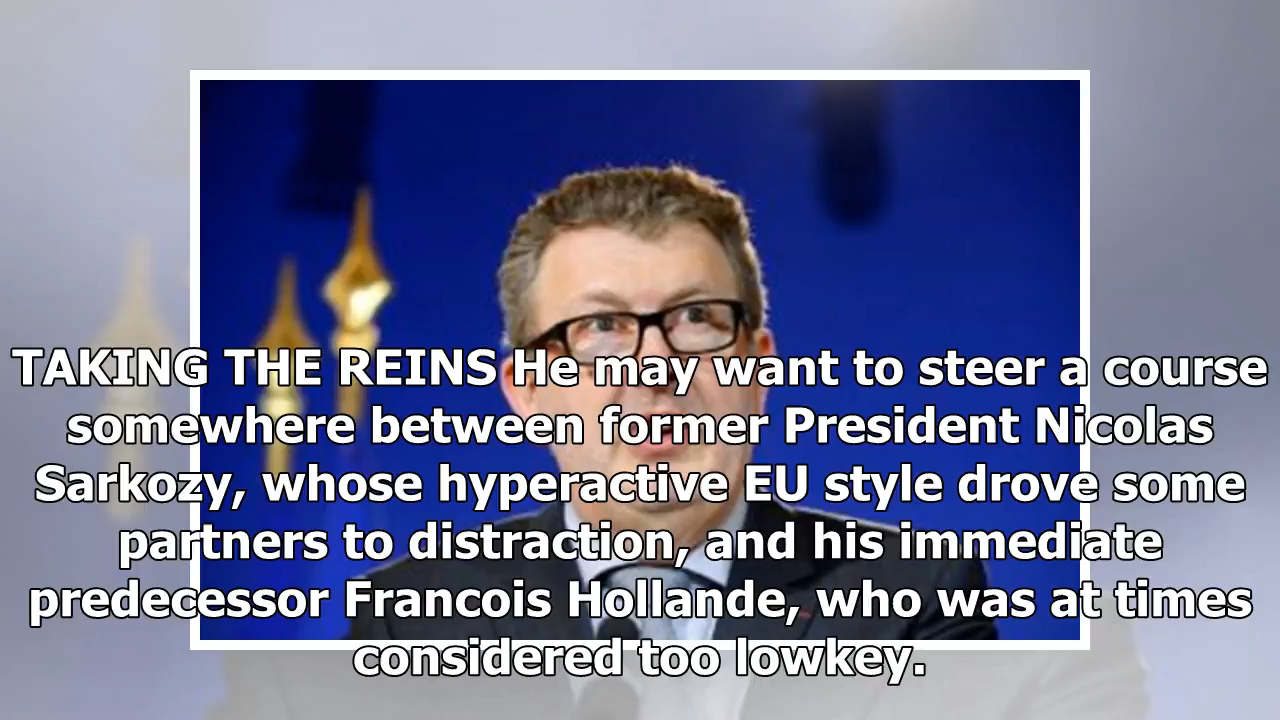 TAKING THE REINS He may want to steer a course
somewhere between former President Nicolas
Sarkozy, whose hyperactive EU style drove some
partners to distraction, and his immediate
predecessor Francois Hollande, who was at times
considered too lowkey.